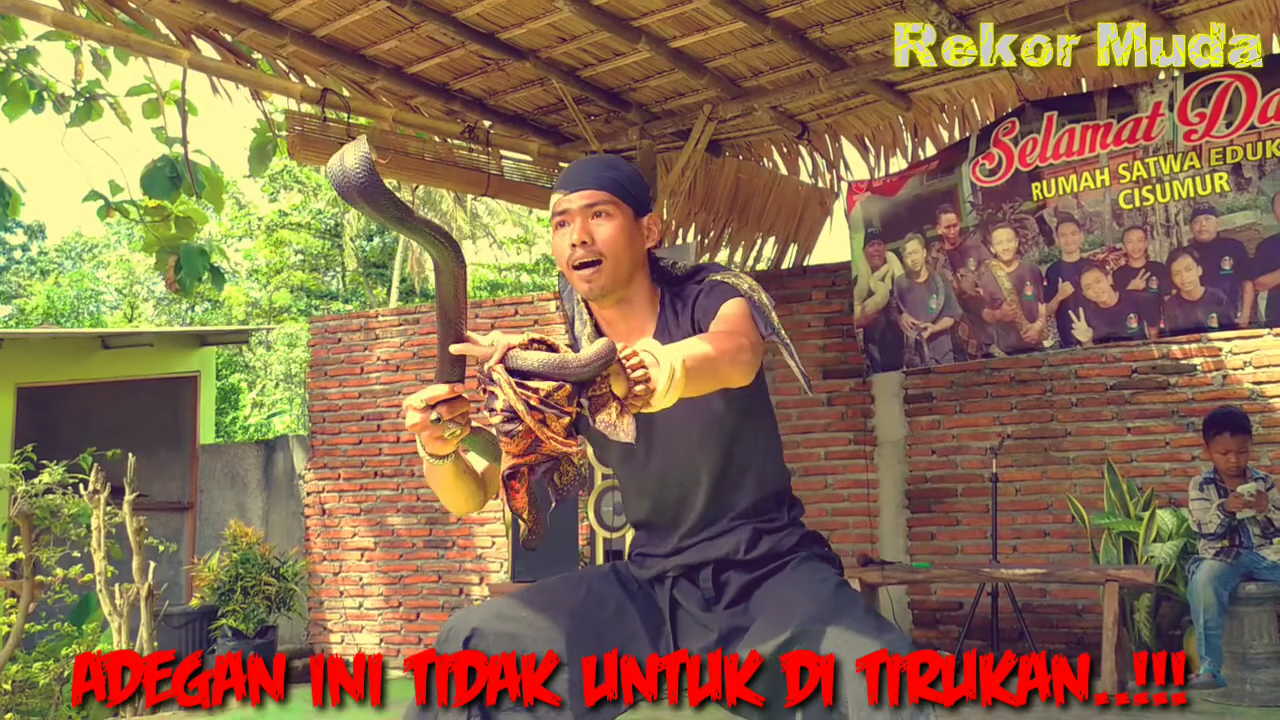 Rekor Muda
Selamat Da
RUMAH SATWA EDUK
CISUMUR
ADEGAN INI TIDAK UNTUK DI TIRUKAN..!!!